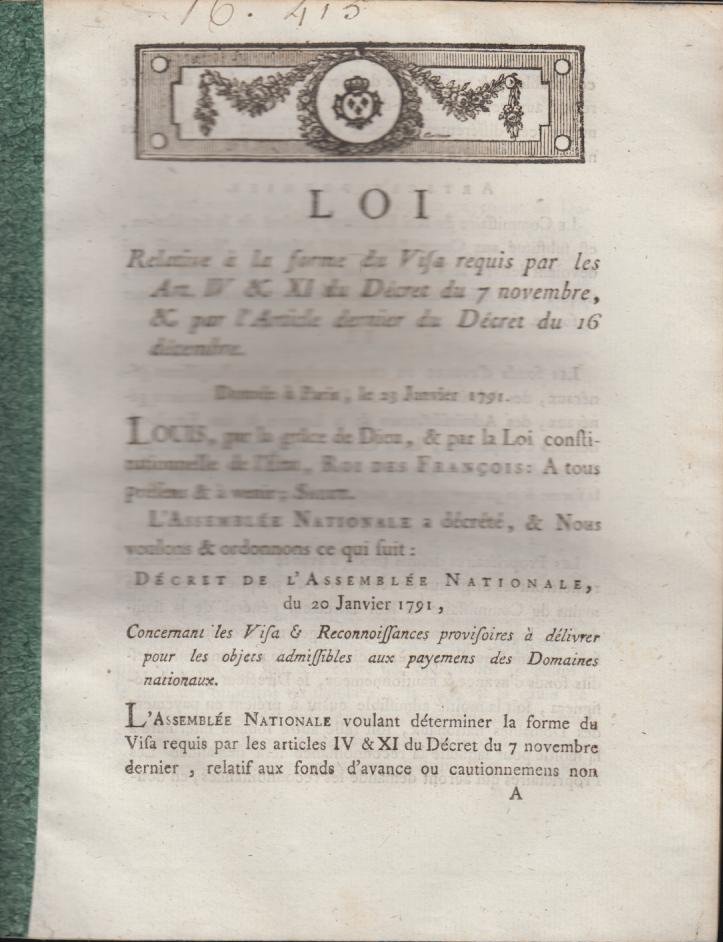 16. 415
LOI
Relative à la forme du Viſa requis par les
Art. IV & XI du Décret du 7 novembre,
& par l'Article dernier du Décret du 16
décembre.
Donnée à Paris, le 23 Janvier 1791.
LOUIS, par la grâce de Dieu, & par la Loi conſti-
tutionnelle de l'État, ROI DES FRANÇOIS: A tous
préſens & à venir; SALUT.
L'ASSEMBLÉE NATIONALE a décrété, & Nous
voulons & ordonnons ce qui ſuit :
DÉCRET DE L'ASSEMBLÉE NATIONALE,
du 20 Janvier 1791,
Concernant les Viſa & Reconnoiſſances proviſoires à délivrer
pour les objets admiſſibles aux payemens des Domaines
nationaux.
L'ASSEMBLÉE NATIONALE voulant déterminer la forme du
Viſa requis par les articles IV & XI du Décret du 7 novembre
dernier, relatif aux fonds d'avance ou cautionnemens non
A